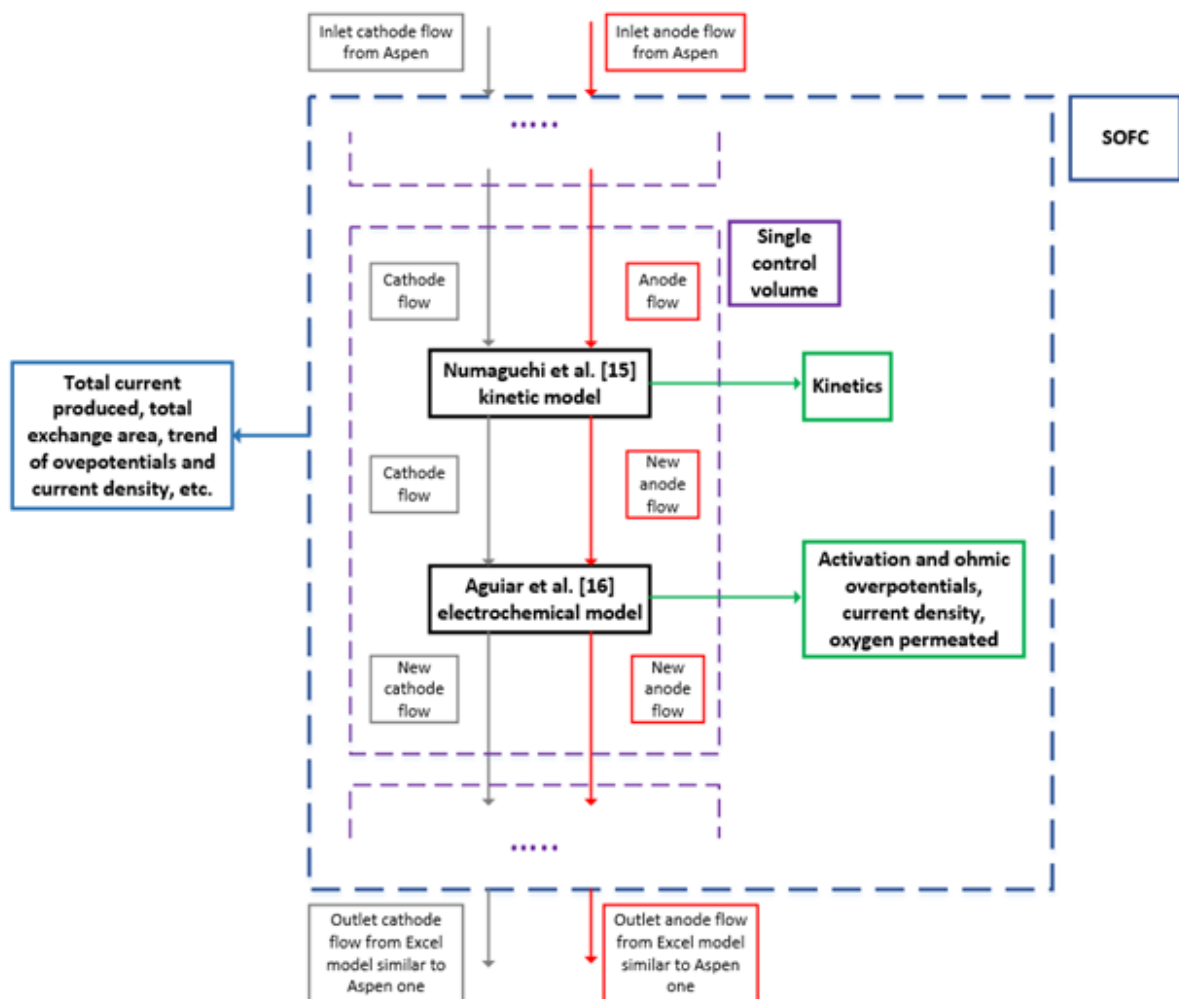 Inlet cathode flow
from Aspen
Inlet anode flow
from Aspen
SOFC
.....
Single
control
volume
Cathode
flow
Anode
flow
Numaguchi et al. [15]
kinetic model
Kinetics
Total current
produced, total
exchange area, trend
of ovepotentials and
current density, etc.
Cathode
flow
New
anode
flow
Aguiar et al. [16]
electrochemical model
Activation and ohmic
overpotentials,
current density,
oxygen permeated
New
cathode
flow
New
anode
flow
.....
Outlet cathode
flow from Excel
model similar to
Aspen one
Outlet anode flow
from Excel model
similar to Aspen
one